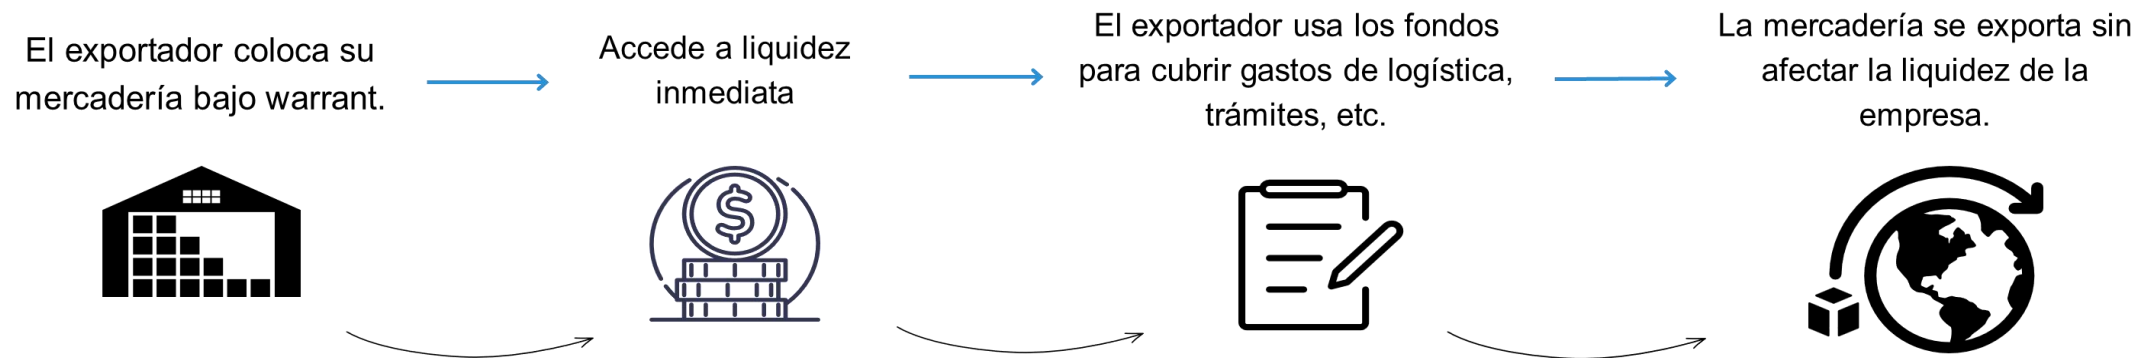 El exportador coloca su
mercadería bajo warrant.
Accede a liquidez
inmediata
El exportador usa los fondos
para cubrir gastos de logística,
trámites, etc.
La mercadería se exporta sin
afectar la liquidez de la
empresa.
$